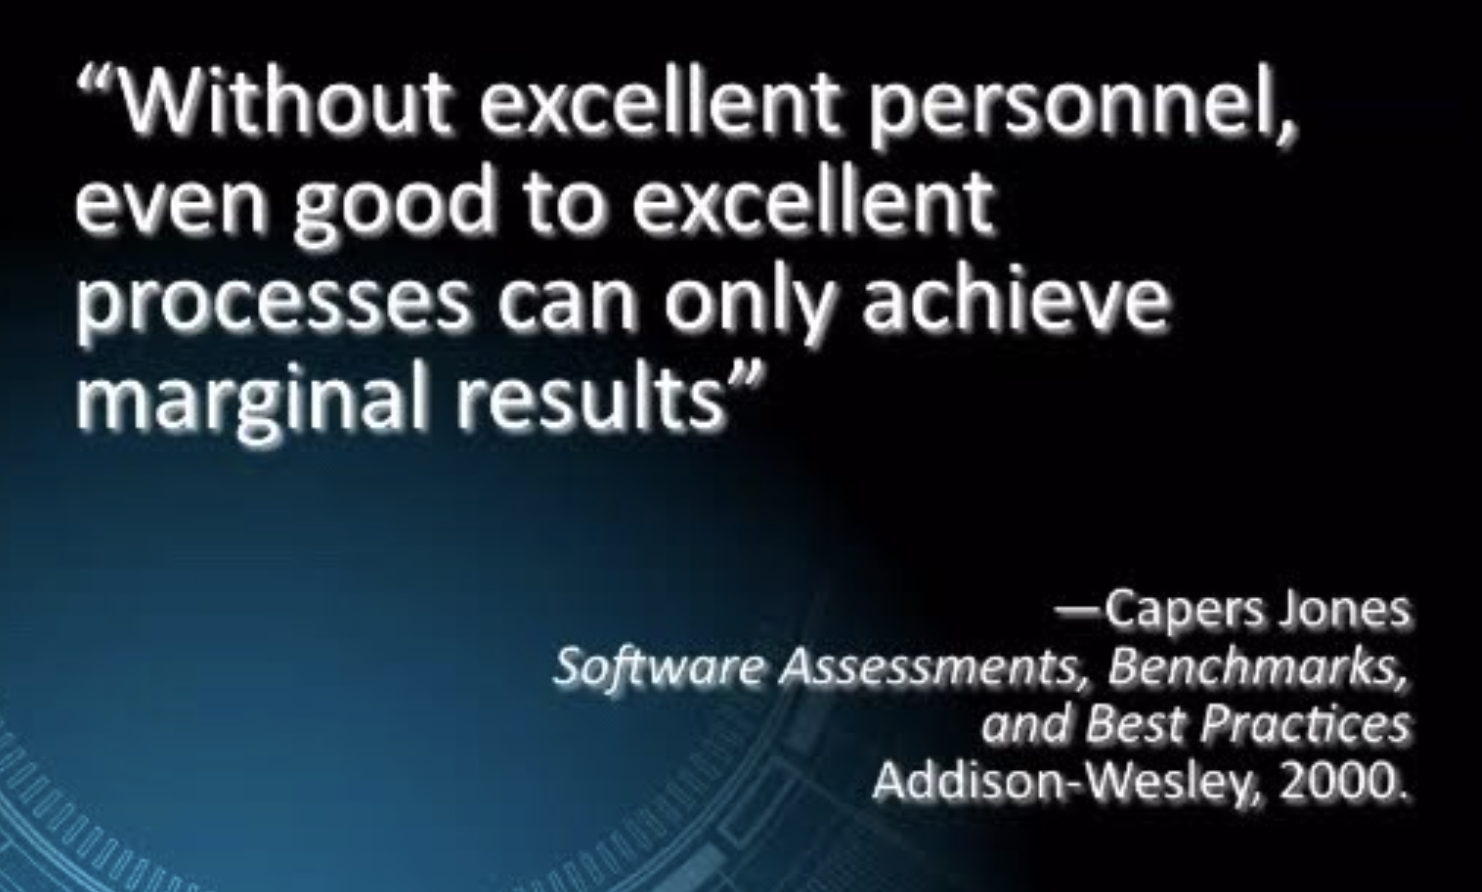 “Without excellent personnel,
even good to excellent
processes can only achieve
marginal results”
—Capers Jones
Software Assessments, Benchmarks,
and Best Practices
Addison-Wesley, 2000.